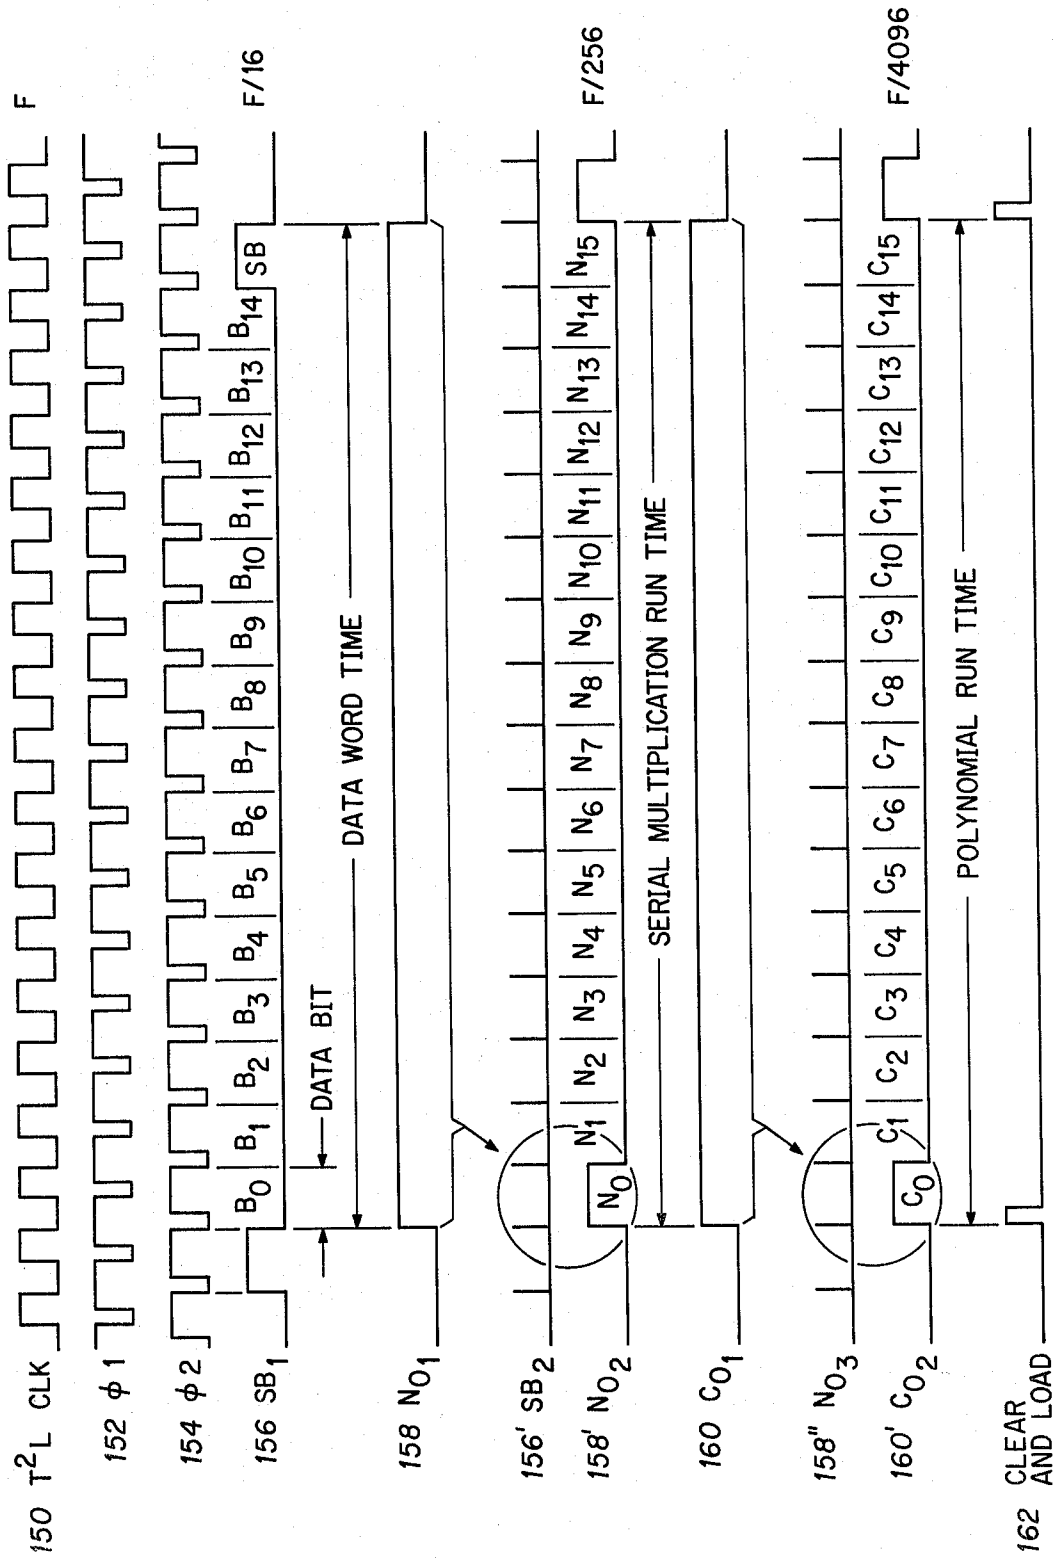 150 T²L CLK F
152 ϕ 1
154 ϕ 2
156 SB₁ B₀ B₁ B₂ B₃ B₄ B₅ B₆ B₇ B₈ B₉ B₁₀ B₁₁ B₁₂ B₁₃ B₁₄ SB F/16
DATA BIT
DATA WORD TIME
158 N₀₁
156' SB₂
158' N₀₂ N₀ N₁ N₂ N₃ N₄ N₅ N₆ N₇ N₈ N₉ N₁₀ N₁₁ N₁₂ N₁₃ N₁₄ N₁₅ F/256
SERIAL MULTIPLICATION RUN TIME
160 C₀₁
158" N₀₃
160' C₀₂ C₀ C₁ C₂ C₃ C₄ C₅ C₆ C₇ C₈ C₉ C₁₀ C₁₁ C₁₂ C₁₃ C₁₄ C₁₅ F/4096
POLYNOMIAL RUN TIME
162 CLEAR
AND LOAD